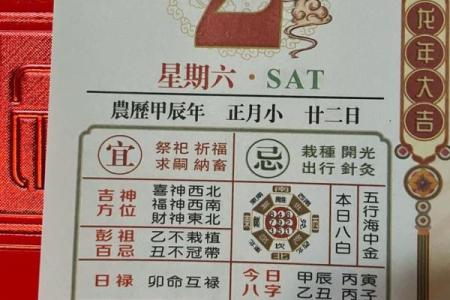 2
星期六・SAT
農歷甲辰年 正月小 廿二日
龙年大吉
宜
祭祀 祈福
求嗣 納畜
忌
栽種 開光
出行 針灸
吉神
方位
喜神西北
福神西南
財神東北
南
本日八白
五行海中金
彭祖
百忌
乙不栽植
丑不冠帶
日禄
卯命互禄
今日
八字
甲辰 丙寅
乙丑 丙